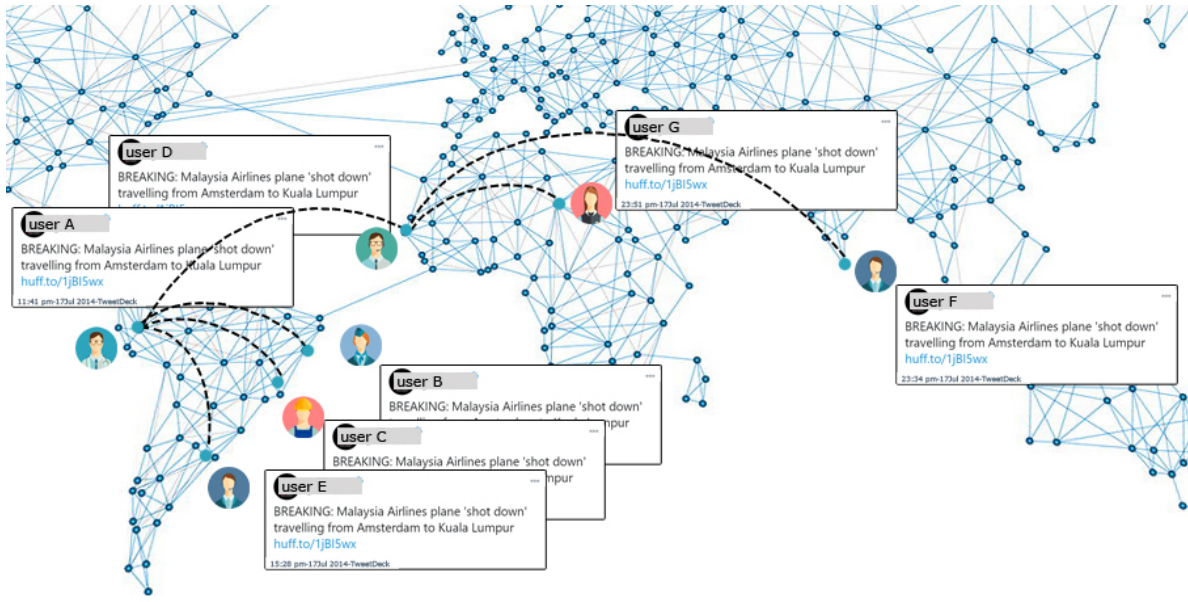 user D
BREAKING: Malaysia Airlines plane 'shot down'
travelling from Amsterdam to Kuala Lumpur
user G
BREAKING: Malaysia Airlines plane 'shot down'
travelling from Amsterdam to Kuala Lumpur
huff.to/1jBI5wx
23:51 pm-17Jul 2014-TweetDeck
user A
BREAKING: Malaysia Airlines plane 'shot down'
travelling from Amsterdam to Kuala Lumpur
huff.to/1jBI5wx
11:41 pm-17Jul 2014-TweetDeck
user F
BREAKING: Malaysia Airlines plane 'shot down'
travelling from Amsterdam to Kuala Lumpur
huff.to/1jBI5wx
23:34 pm-17Jul 2014-TweetDeck
user B
BREAKING: Malaysia Airlines plane 'shot down'
user C
BREAKING: Malaysia Airlines plane 'shot down'
user E
BREAKING: Malaysia Airlines plane 'shot down'
travelling from Amsterdam to Kuala Lumpur
huff.to/1jBI5wx
15:28 pm-17Jul 2014-TweetDeck